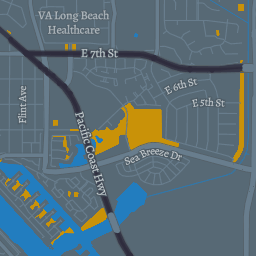 VA Long Beach
Healthcare
E 7th St
E 6th St
E 5th St
Flint Ave
Pacific Coast Hwy
Sea Breeze Dr